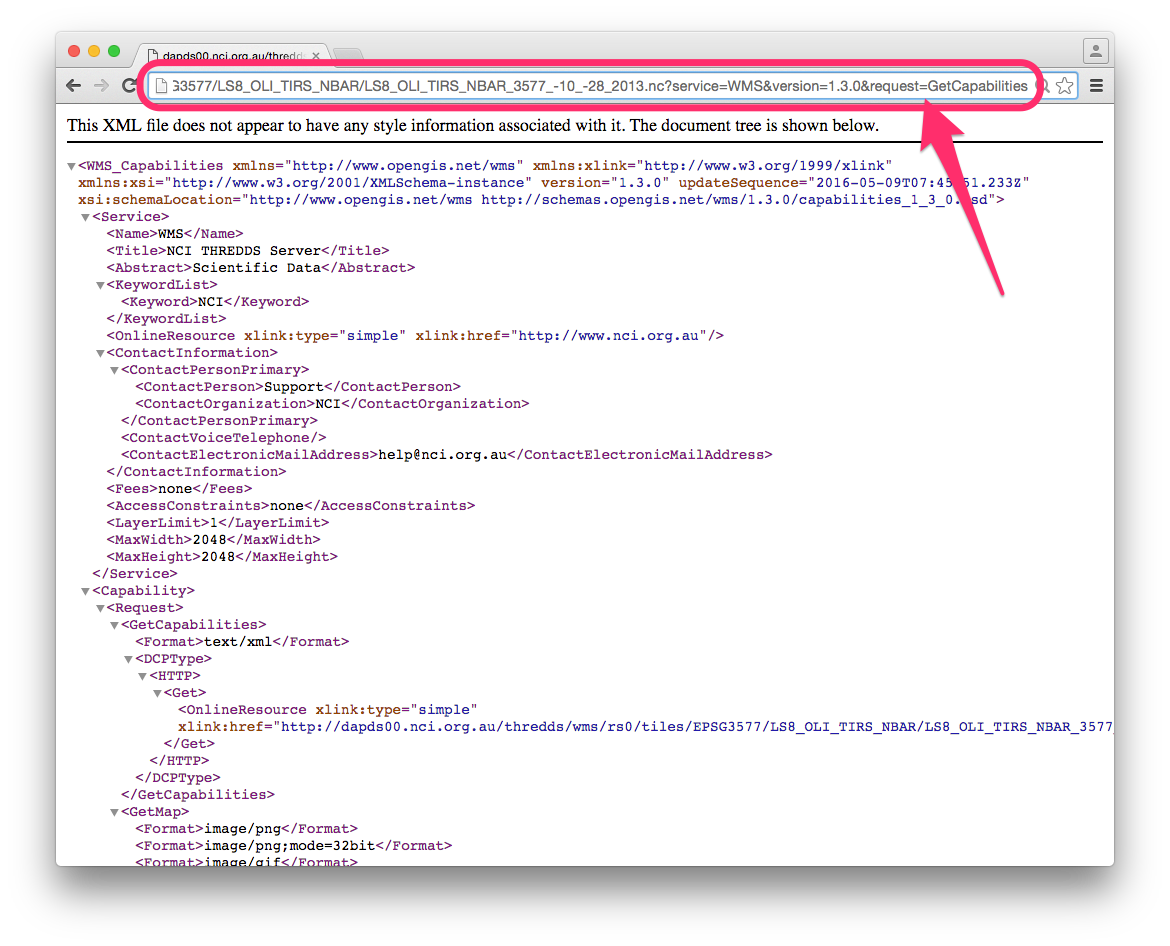 dapds00.nci.org.au/thredds
G3577/LS8_OLI_TIRS_NBAR/LS8_OLI_TIRS_NBAR_3577_-10_-28_2013.nc?service=WMS&version=1.3.0&request=GetCapabilities
This XML file does not appear to have any style information associated with it. The document tree is shown below.
<WMS_Capabilities xmlns="http://www.opengis.net/wms" xmlns:xlink="http://www.w3.org/1999/xlink"
xmlns:xsi="http://www.w3.org/2001/XMLSchema-instance" version="1.3.0" updateSequence="2016-05-09T07:45:51.233Z"
xsi:schemaLocation="http://www.opengis.net/wms http://schemas.opengis.net/wms/1.3.0/capabilities_1_3_0.xsd">
<Service>
<Name>WMS</Name>
<Title>NCI THREDDS Server</Title>
<Abstract>Scientific Data</Abstract>
<KeywordList>
<Keyword>NCI</Keyword>
</KeywordList>
<OnlineResource xlink:type="simple" xlink:href="http://www.nci.org.au"/>
<ContactInformation>
<ContactPersonPrimary>
<ContactPerson>Support</ContactPerson>
<ContactOrganization>NCI</ContactOrganization>
</ContactPersonPrimary>
<ContactVoiceTelephone/>
<ContactElectronicMailAddress>help@nci.org.au</ContactElectronicMailAddress>
</ContactInformation>
<Fees>none</Fees>
<AccessConstraints>none</AccessConstraints>
<LayerLimit>1</LayerLimit>
<MaxWidth>2048</MaxWidth>
<MaxHeight>2048</MaxHeight>
</Service>
<Capability>
<Request>
<GetCapabilities>
<Format>text/xml</Format>
<DCPType>
<HTTP>
<Get>
<OnlineResource xlink:type="simple"
xlink:href="http://dapds00.nci.org.au/thredds/wms/rs0/tiles/EPSG3577/LS8_OLI_TIRS_NBAR/LS8_OLI_TIRS_NBAR_3577_
</Get>
</HTTP>
</DCPType>
</GetCapabilities>
<GetMap>
<Format>image/png</Format>
<Format>image/png;mode=32bit</Format>
<Format>image/gif</Format>